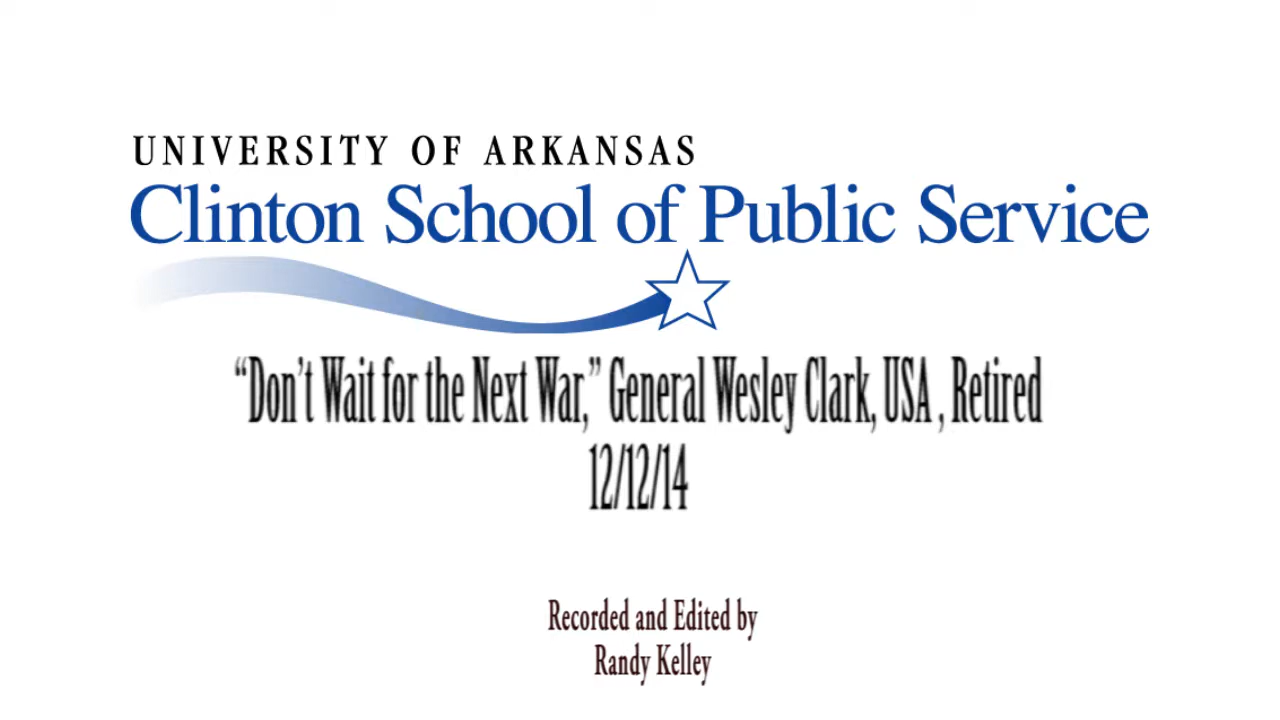 UNIVERSITY OF ARKANSAS
Clinton School of Public Service
“Don’t Wait for the Next War,” General Wesley Clark, USA , Retired
12/12/14
Recorded and Edited by
Randy Kelley